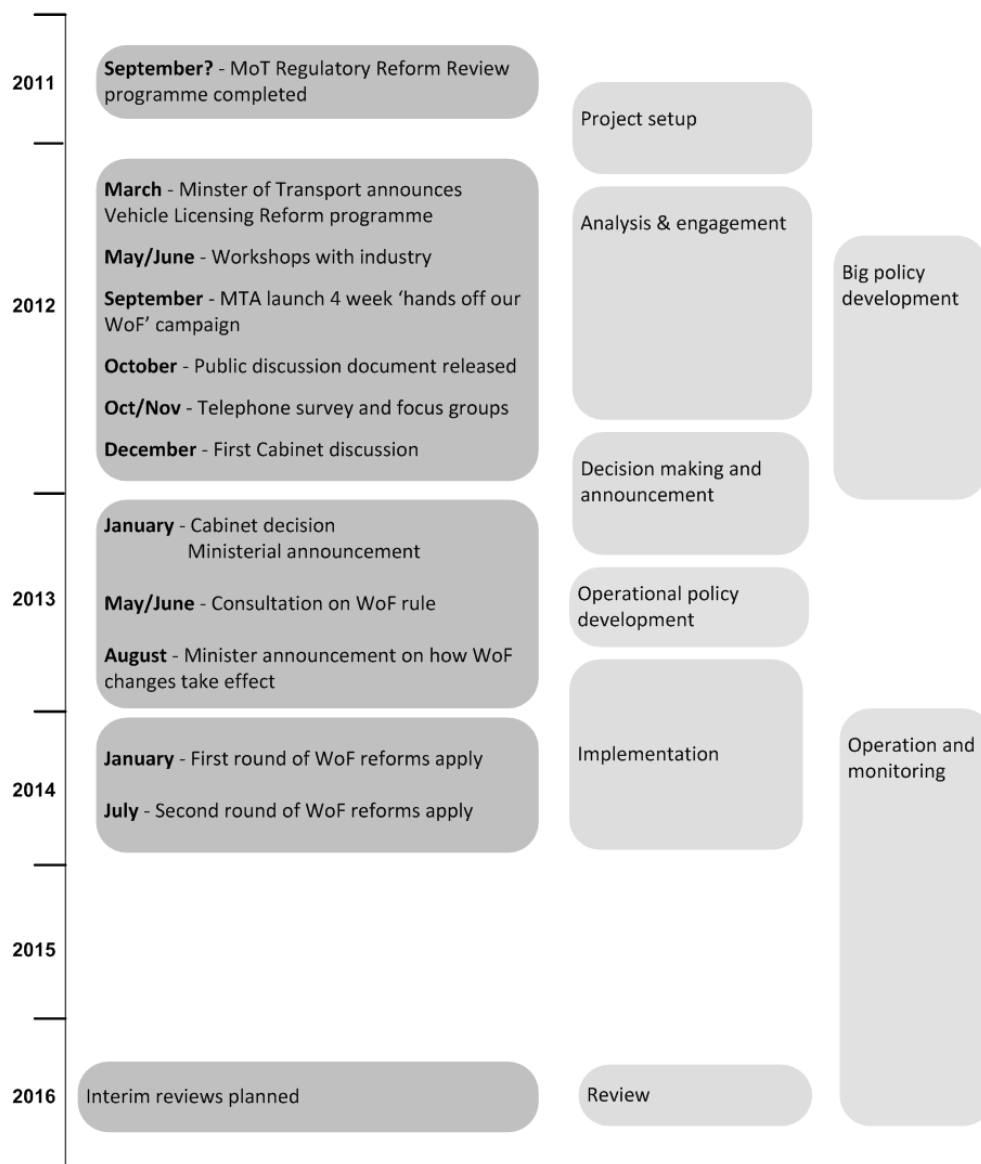 2011
September? - MoT Regulatory Reform Review
programme completed
Project setup
2012
March - Minster of Transport announces
Vehicle Licensing Reform programme
May/June - Workshops with industry
September - MTA launch 4 week ‘hands off our
WoF’ campaign
October - Public discussion document released
Oct/Nov - Telephone survey and focus groups
December - First Cabinet discussion
Analysis & engagement
Big policy
development
Decision making and
announcement
2013
January - Cabinet decision
Ministerial announcement
May/June - Consultation on WoF rule
August - Minister announcement on how WoF
changes take effect
Operational policy
development
Implementation
2014
January - First round of WoF reforms apply
July - Second round of WoF reforms apply
Operation and
monitoring
2015
2016
Interim reviews planned
Review